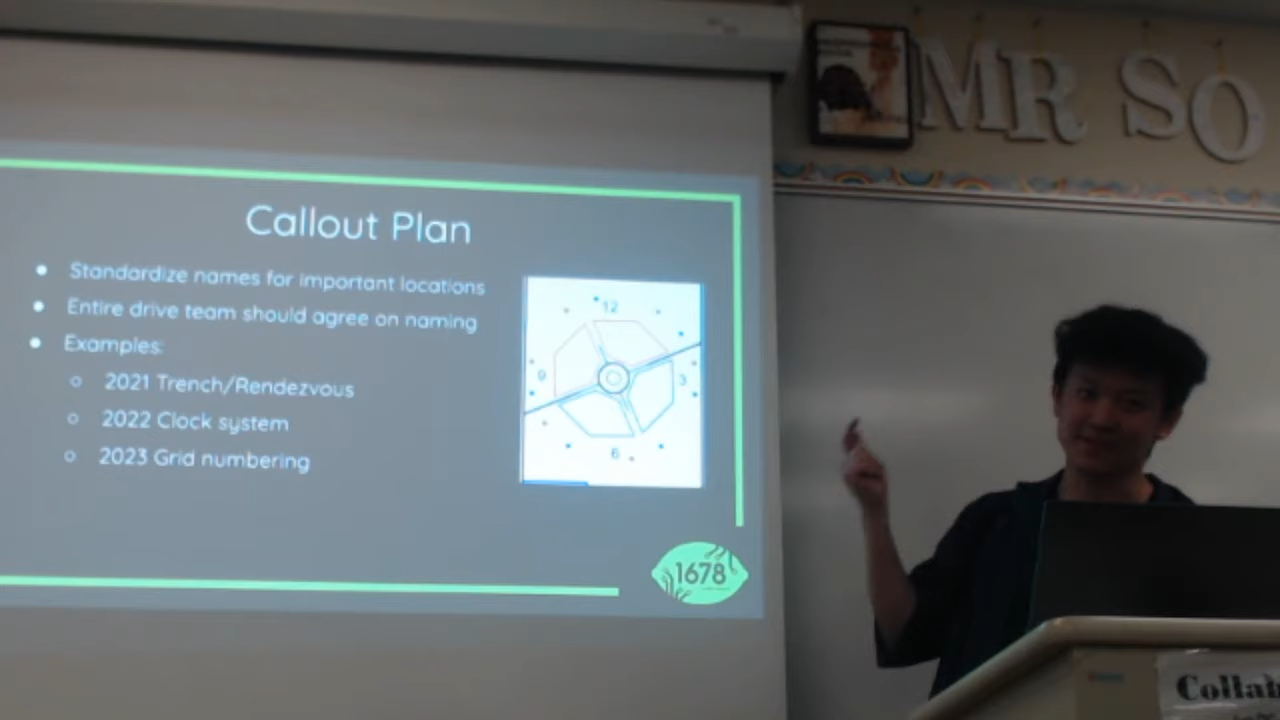 MR SO
Callout Plan
Standardize names for important locations
Entire drive team should agree on naming
Examples:
2021 Trench/Rendezvous
2022 Clock system
2023 Grid numbering
12
9
3
6
1678
Collab